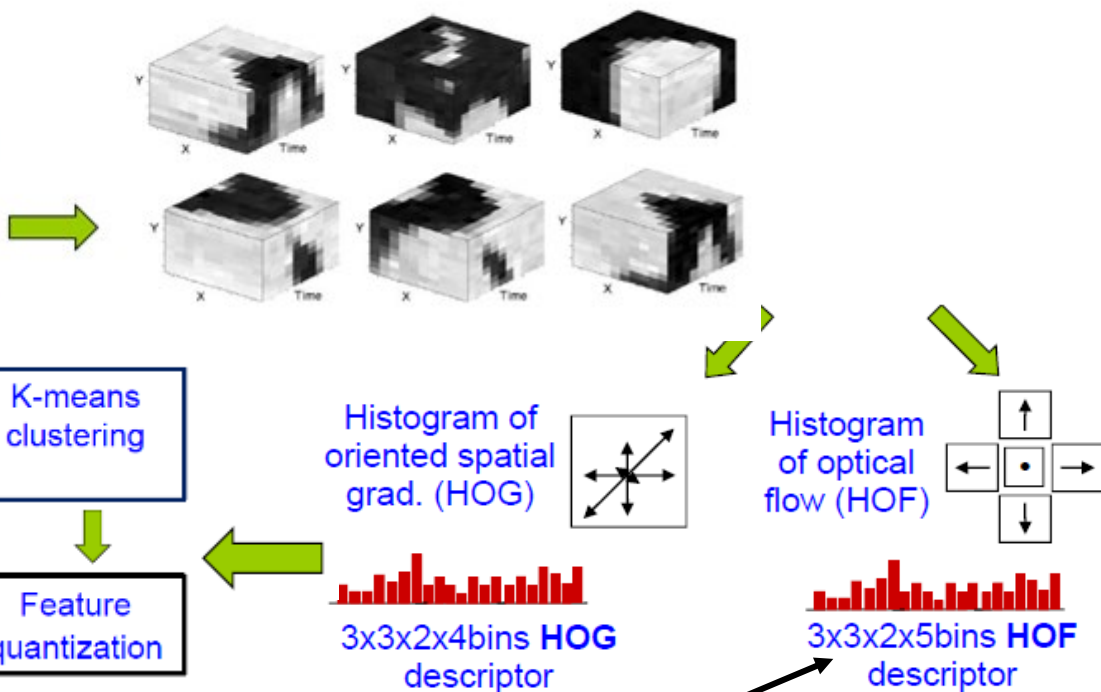 Y
X
Time
Y
X
Time
Y
X
Time
Y
X
Time
Y
X
Time
Y
X
Time
K-means
clustering
Histogram of
oriented spatial
grad. (HOG)
Histogram
of optical
flow (HOF)
Feature
quantization
3x3x2x4bins HOG
descriptor
3x3x2x5bins HOF
descriptor